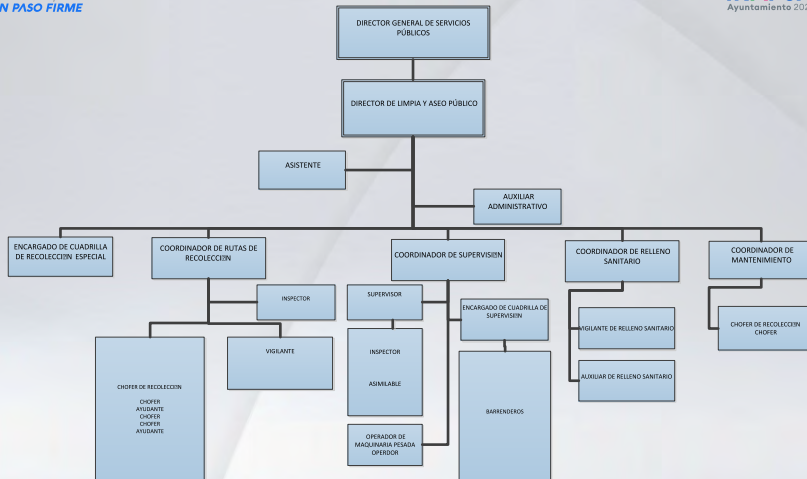 N PASO FIRME
Ayuntamiento 202
DIRECTOR GENERAL DE SERVICIOS
PÚBLICOS
DIRECTOR DE LIMPIA Y ASEO PÚBLICO
ASISTENTE
AUXILIAR
ADMINISTRATIVO
ENCARGADO DE CUADRILLA
DE RECOLECCI[?]N ESPECIAL
COORDINADOR DE RUTAS DE
RECOLECCI[?]N
COORDINADOR DE SUPERVISI[?]N
COORDINADOR DE RELLENO
SANITARIO
COORDINADOR DE
MANTENIMIENTO
INSPECTOR
SUPERVISOR
ENCARGADO DE CUADRILLA DE
SUPERVISI[?]N
VIGILANTE DE RELLENO SANITARIO
CHOFER DE RECOLECCI[?]N
CHOFER
VIGILANTE
INSPECTOR
ASIMILABLE
AUXILIAR DE RELLENO SANITARIO
CHOFER DE RECOLECCI[?]N
CHOFER
AYUDANTE
CHOFER
CHOFER
AYUDANTE
BARRENDEROS
OPERADOR DE
MAQUINARIA PESADA
OPERDOR